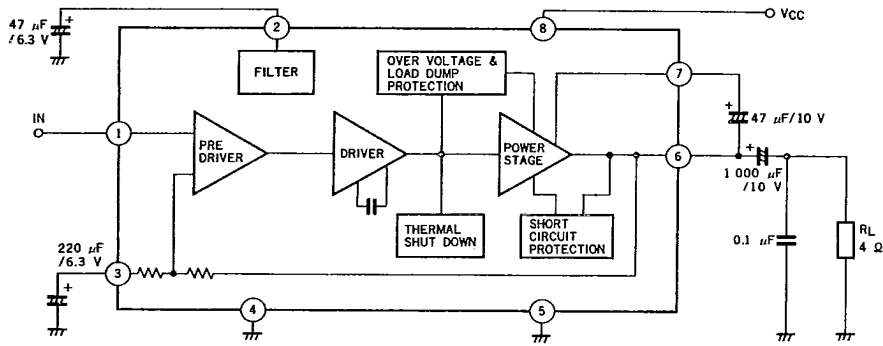 47 µF
/6.3 V
2
8
VCC
FILTER
OVER VOLTAGE &
LOAD DUMP
PROTECTION
7
IN
1
PRE
DRIVER
DRIVER
POWER
STAGE
+
47 µF/10 V
6
+
1 000 µF
/10 V
THERMAL
SHUT DOWN
SHORT
CIRCUIT
PROTECTION
0.1 µF
RL
4 Ω
220 µF
/6.3 V
3
+
4
5
+